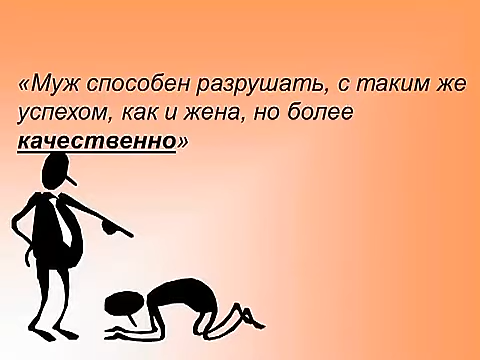 «Муж способен разрушать, с таким же
успехом, как и жена, но более
качественно»